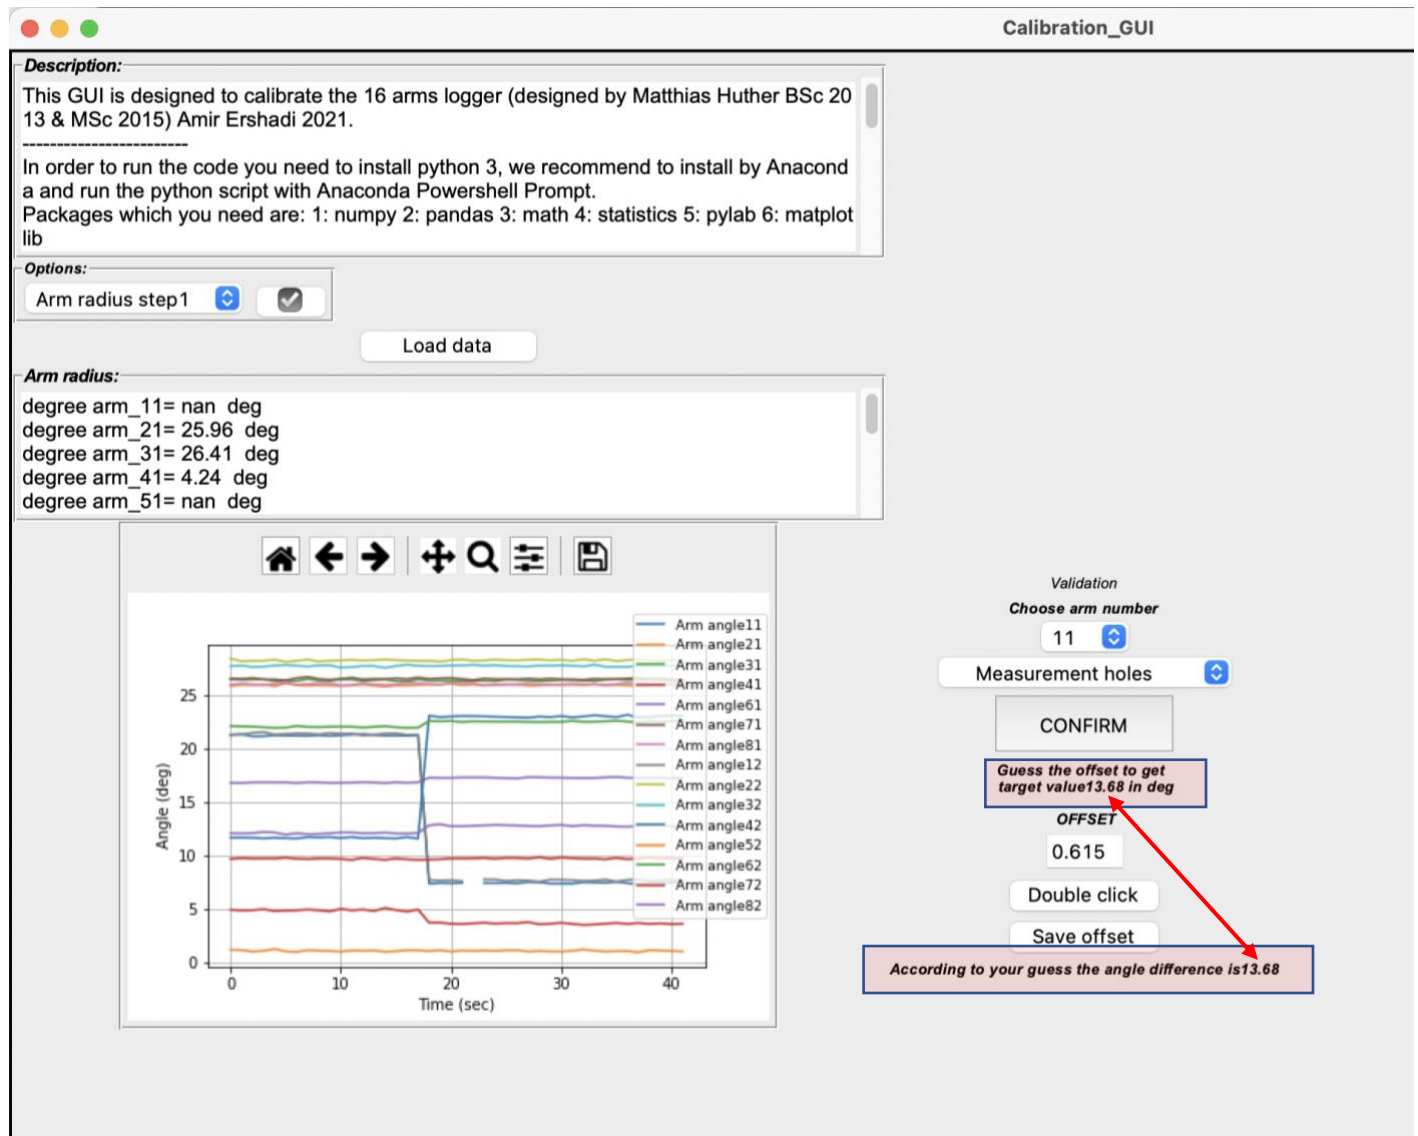 Calibration_GUI
Description:
This GUI is designed to calibrate the 16 arms logger (designed by Matthias Huther BSc 20
13 & MSc 2015) Amir Ershadi 2021.
------------------------
In order to run the code you need to install python 3, we recommend to install by Anacond
a and run the python script with Anaconda Powershell Prompt.
Packages which you need are: 1: numpy 2: pandas 3: math 4: statistics 5: pylab 6: matplot
lib
Options:
Arm radius step1
Load data
Arm radius:
degree arm_11= nan  deg
degree arm_21= 25.96  deg
degree arm_31= 26.41  deg
degree arm_41= 4.24  deg
degree arm_51= nan  deg
Arm angle11
Arm angle21
Arm angle31
Arm angle41
Arm angle61
Arm angle71
Arm angle81
Arm angle12
Arm angle22
Arm angle32
Arm angle42
Arm angle52
Arm angle62
Arm angle72
Arm angle82
25
20
15
10
5
0
Angle (deg)
0 10 20 30 40
Time (sec)
Validation
Choose arm number
11
Measurement holes
CONFIRM
Guess the offset to get
target value13.68 in deg
OFFSET
0.615
Double click
Save offset
According to your guess the angle difference is13.68